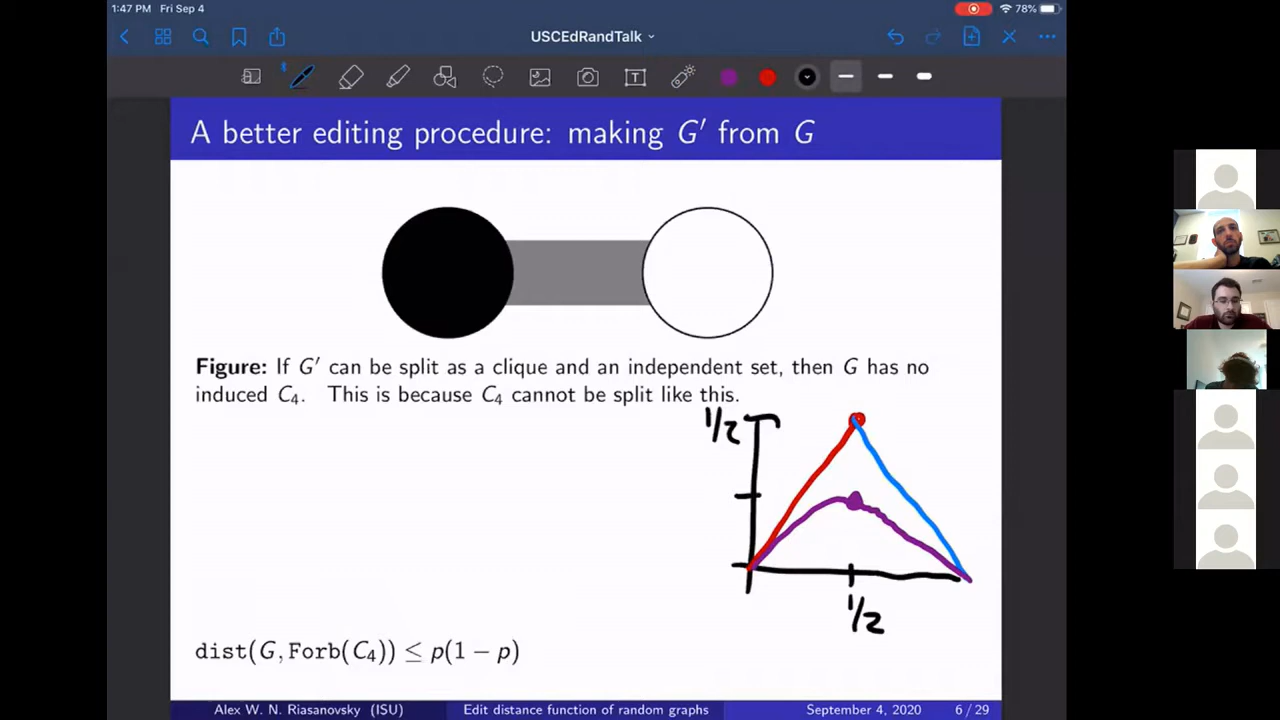 1:47 PM Fri Sep 4
78%
USCEdRandTalk
T
A better editing procedure: making G′ from G
Figure: If G′ can be split as a clique and an independent set, then G has no
induced C₄. This is because C₄ cannot be split like this.
1/2
1/2
dist(G, Forb(C₄)) ≤ p(1 − p)
Alex W. N. Riasanovsky (ISU) Edit distance function of random graphs September 4, 2020 6 / 29